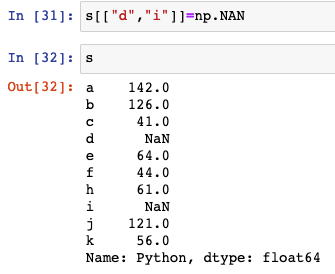 In [31]: s[["d","i"]]=np.NAN
In [32]: s
Out[32]: a    142.0
b    126.0
c     41.0
d      NaN
e     64.0
f     44.0
h     61.0
i      NaN
j    121.0
k     56.0
Name: Python, dtype: float64